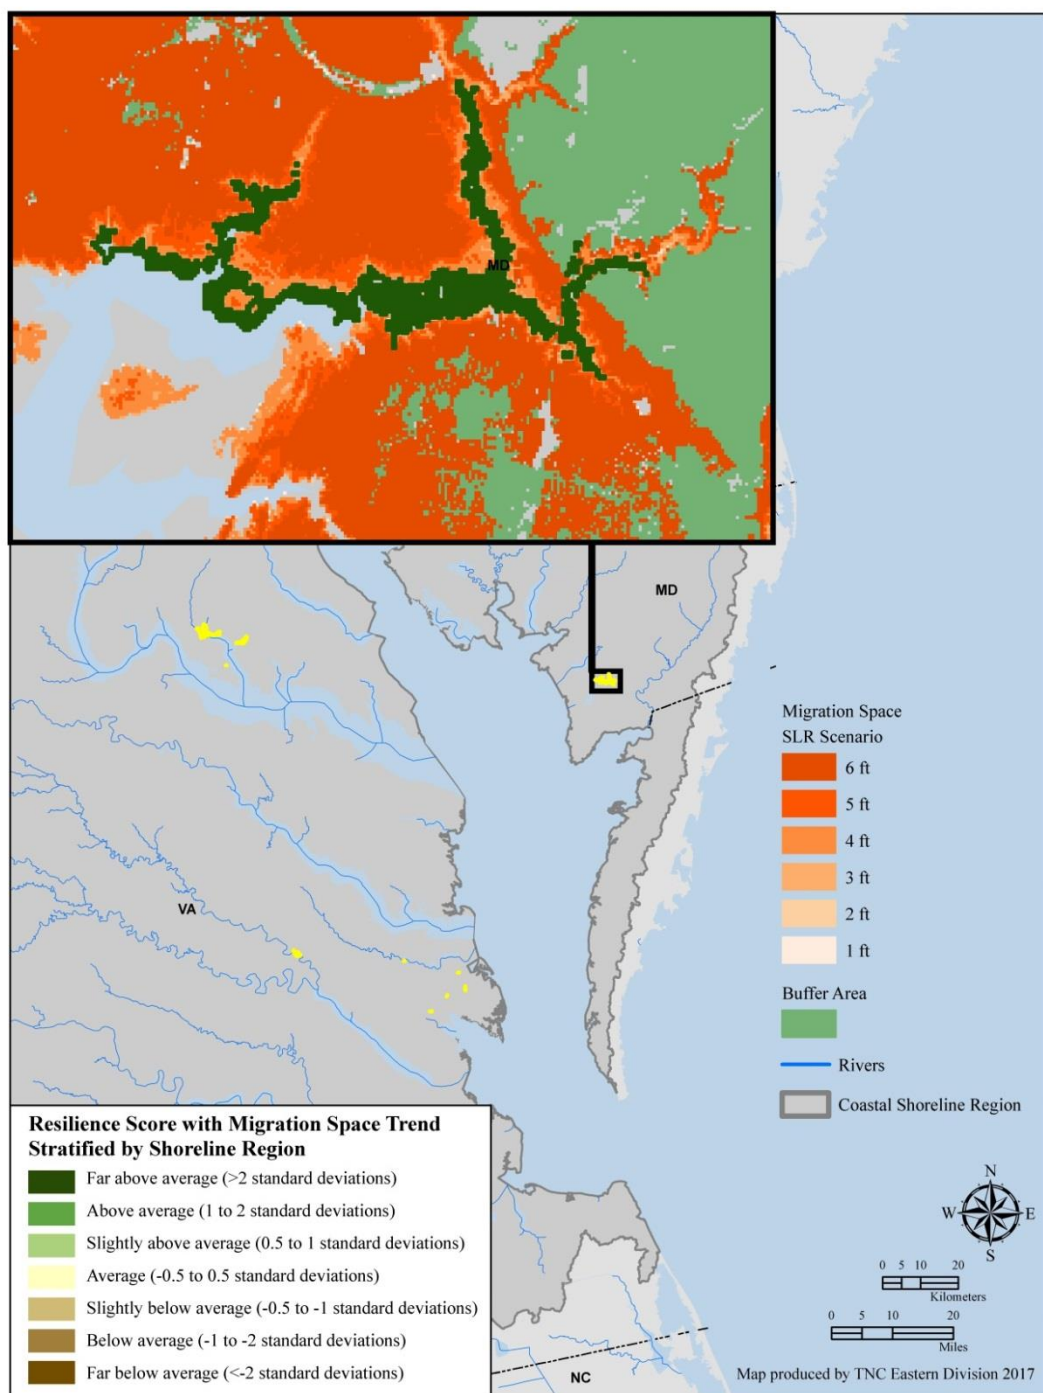 MD
MD
VA
NC
Migration Space
SLR Scenario
6 ft
5 ft
4 ft
3 ft
2 ft
1 ft
Buffer Area
Rivers
Coastal Shoreline Region
Resilience Score with Migration Space Trend
Stratified by Shoreline Region
Far above average (>2 standard deviations)
Above average (1 to 2 standard deviations)
Slightly above average (0.5 to 1 standard deviations)
Average (-0.5 to 0.5 standard deviations)
Slightly below average (-0.5 to -1 standard deviations)
Below average (-1 to -2 standard deviations)
Far below average (<-2 standard deviations)
N
W E
S
0 5 10 20
Kilometers
0 5 10 20
Miles
Map produced by TNC Eastern Division 2017